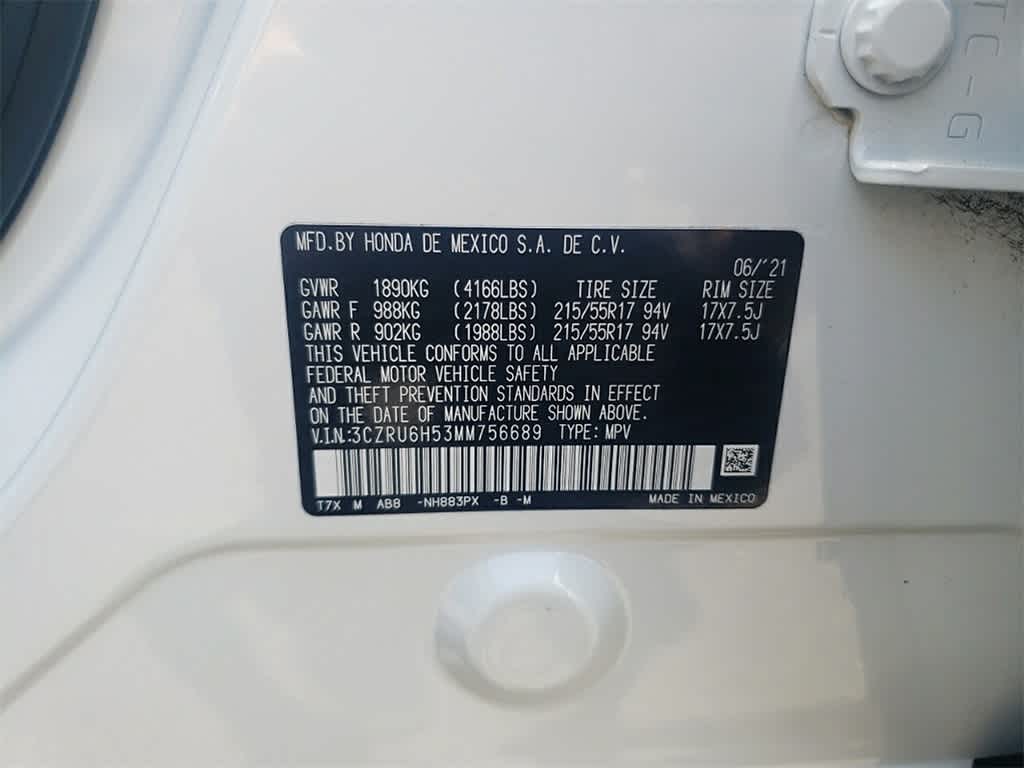 TC-G
MFD.BY HONDA DE MEXICO S.A. DE C.V.
06/'21
GVWR 1890KG (4166LBS) TIRE SIZE RIM SIZE
GAWR F 988KG (2178LBS) 215/55R17 94V 17X7.5J
GAWR R 902KG (1988LBS) 215/55R17 94V 17X7.5J
THIS VEHICLE CONFORMS TO ALL APPLICABLE
FEDERAL MOTOR VEHICLE SAFETY
AND THEFT PREVENTION STANDARDS IN EFFECT
ON THE DATE OF MANUFACTURE SHOWN ABOVE.
V.I.N.:3CZRU6H53MM756689 TYPE: MPV
T7X M AB8 -NH883PX -B -M MADE IN MEXICO